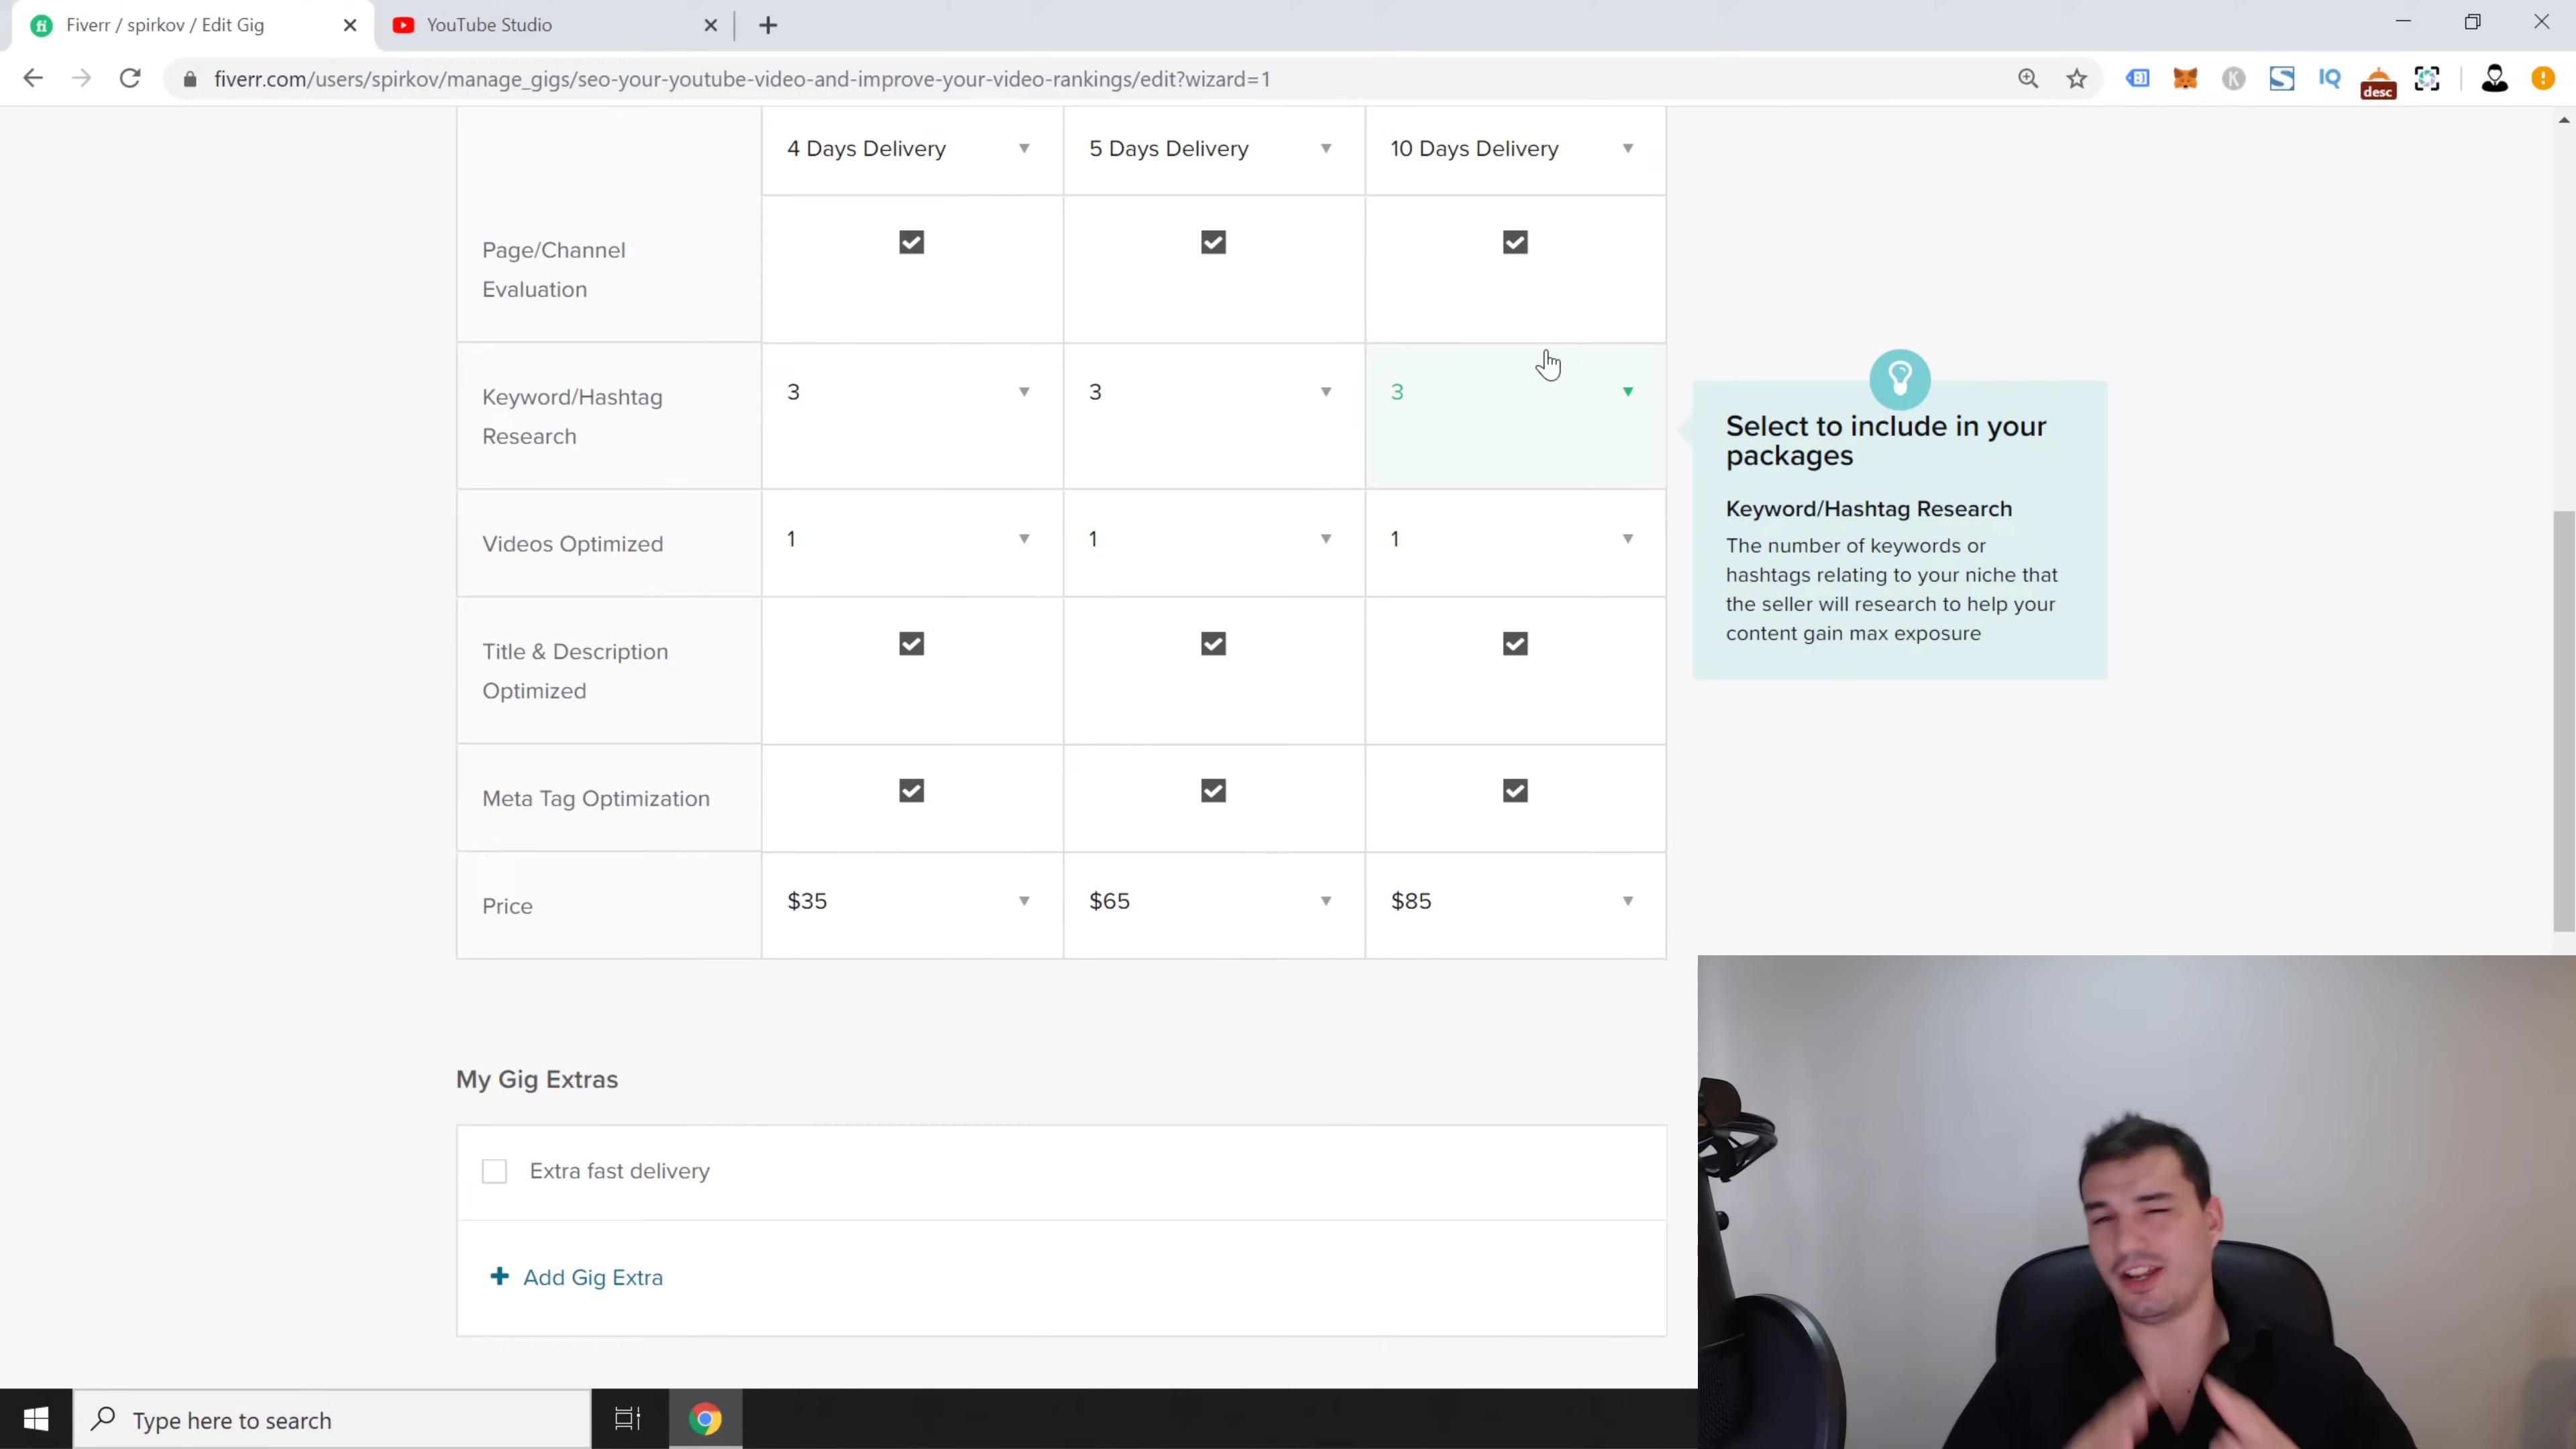 Fiverr / spirkov / Edit Gig
YouTube Studio
fiverr.com/users/spirkov/manage_gigs/seo-your-youtube-video-and-improve-your-video-rankings/edit?wizard=1
K
S
IQ
desc
4 Days Delivery
5 Days Delivery
10 Days Delivery
Page/Channel
Evaluation
Keyword/Hashtag
Research
3
3
3
Videos Optimized
1
1
1
Title & Description
Optimized
Meta Tag Optimization
Price
$35
$65
$85
Select to include in your
packages
Keyword/Hashtag Research
The number of keywords or
hashtags relating to your niche that
the seller will research to help your
content gain max exposure
My Gig Extras
Extra fast delivery
Add Gig Extra
Type here to search